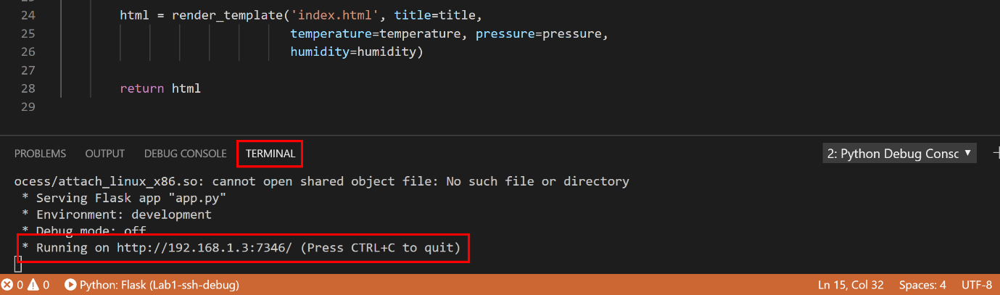 24 html = render_template('index.html', title=title,
25 temperature=temperature, pressure=pressure,
26 humidity=humidity)
27
28 return html
29
PROBLEMS OUTPUT DEBUG CONSOLE TERMINAL 2: Python Debug Consc
ocess/attach_linux_x86.so: cannot open shared object file: No such file or directory
* Serving Flask app "app.py"
* Environment: development
* Debug mode: off
* Running on http://192.168.1.3:7346/ (Press CTRL+C to quit)
0 0 Python: Flask (Lab1-ssh-debug) Ln 15, Col 32 Spaces: 4 UTF-8